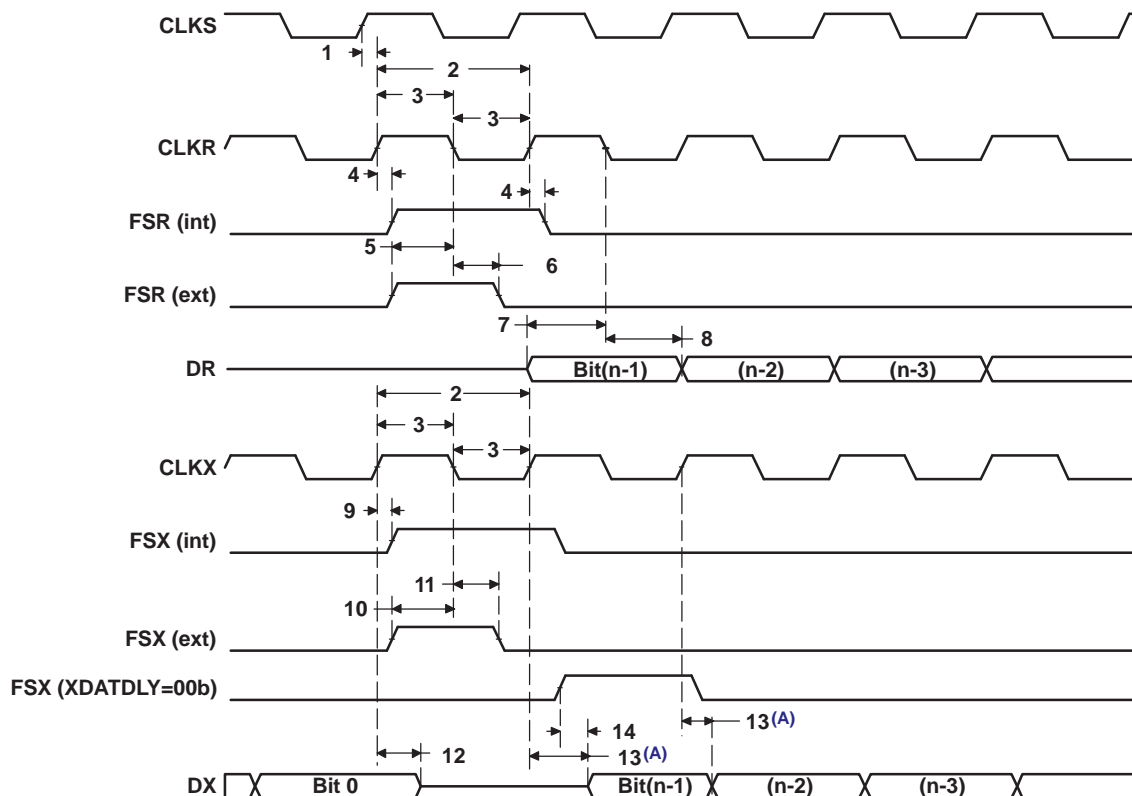 CLKS
1
2
3
3
CLKR
4
4
FSR (int)
5
6
FSR (ext)
7
8
DR Bit(n-1) (n-2) (n-3)
2
3
3
CLKX
9
FSX (int)
11
10
FSX (ext)
FSX (XDATDLY=00b)
14
13(A)
12
13(A)
DX Bit 0 Bit(n-1) (n-2) (n-3)